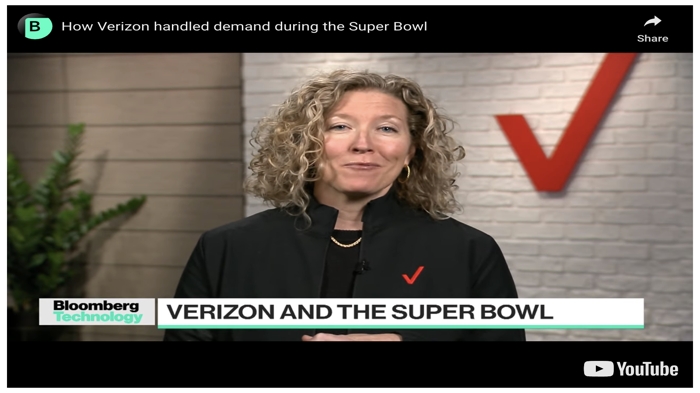 B
How Verizon handled demand during the Super Bowl
Share
Bloomberg
Technology
VERIZON AND THE SUPER BOWL
YouTube